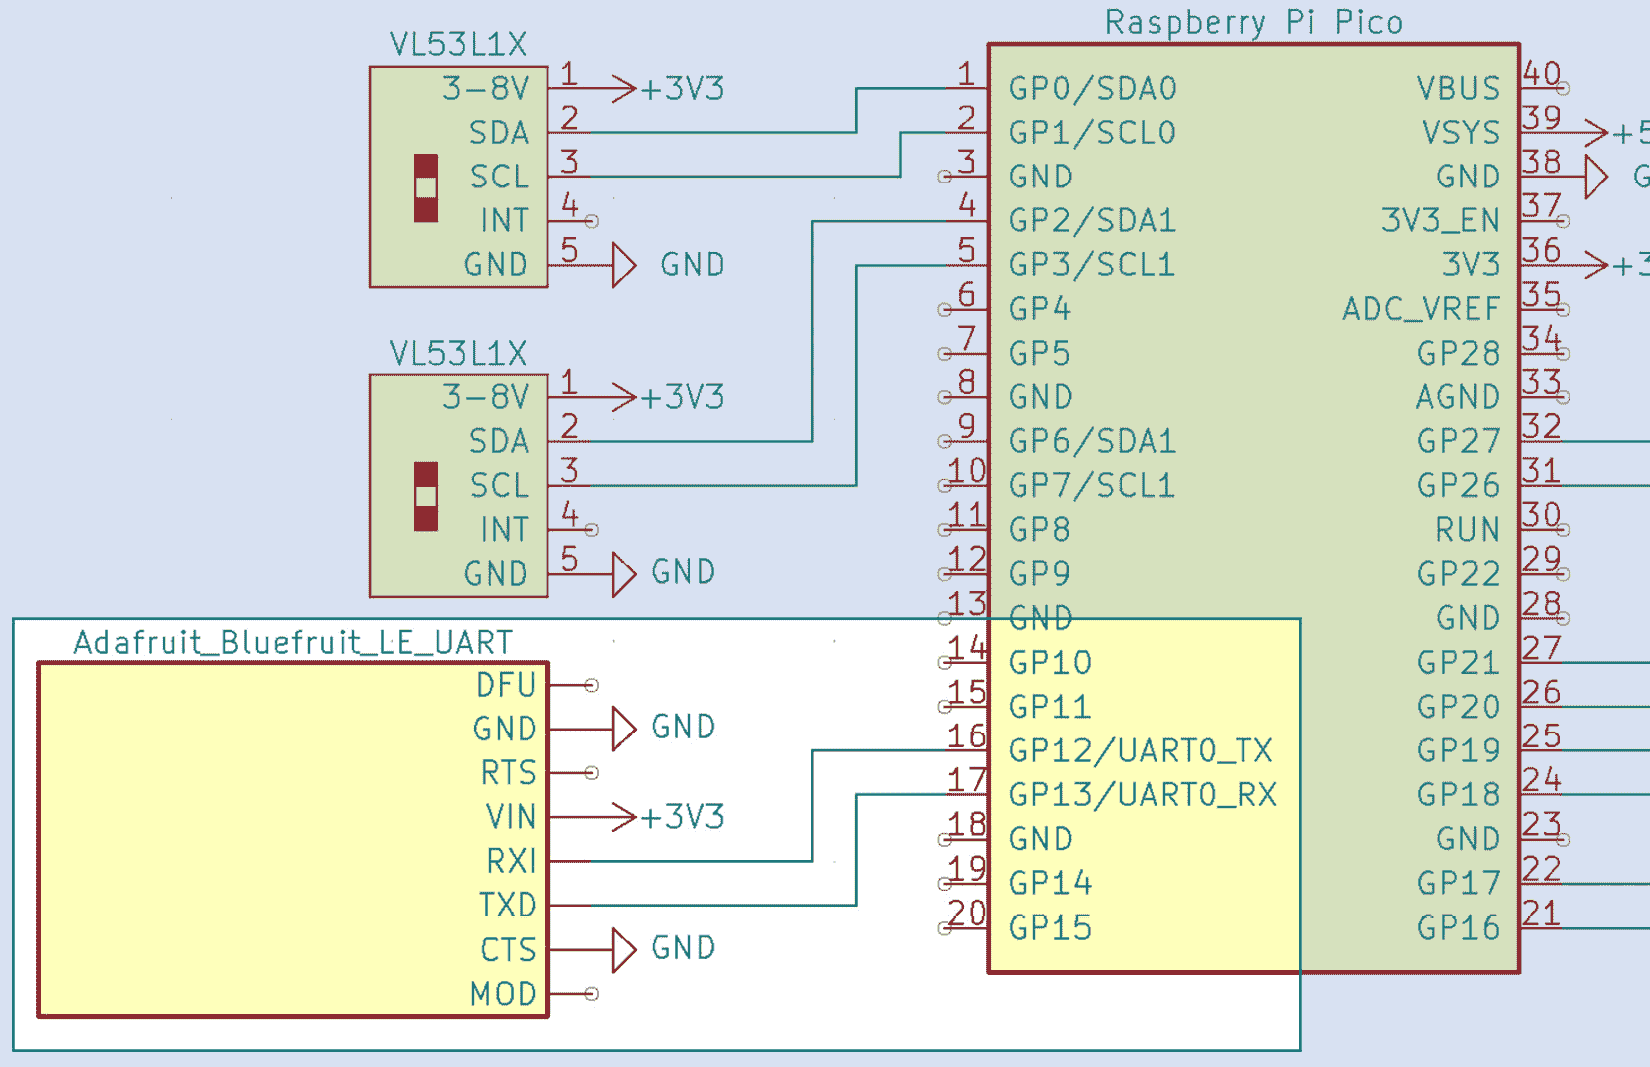 Raspberry Pi Pico
VL53L1X
3-8V 1 +3V3
SDA 2
SCL 3
INT 4
GND 5 GND
VL53L1X
3-8V 1 +3V3
SDA 2
SCL 3
INT 4
GND 5 GND
Adafruit_Bluefruit_LE_UART
DFU
GND GND
RTS
VIN +3V3
RXI
TXD
CTS GND
MOD
1 GP0/SDA0
2 GP1/SCL0
3 GND
4 GP2/SDA1
5 GP3/SCL1
6 GP4
7 GP5
8 GND
9 GP6/SDA1
10 GP7/SCL1
11 GP8
12 GP9
13 GND
14 GP10
15 GP11
16 GP12/UART0_TX
17 GP13/UART0_RX
18 GND
19 GP14
20 GP15
VBUS 40
VSYS 39 +5
GND 38 G
3V3_EN 37
3V3 36 +3
ADC_VREF 35
GP28 34
AGND 33
GP27 32
GP26 31
RUN 30
GP22 29
GND 28
GP21 27
GP20 26
GP19 25
GP18 24
GND 23
GP17 22
GP16 21